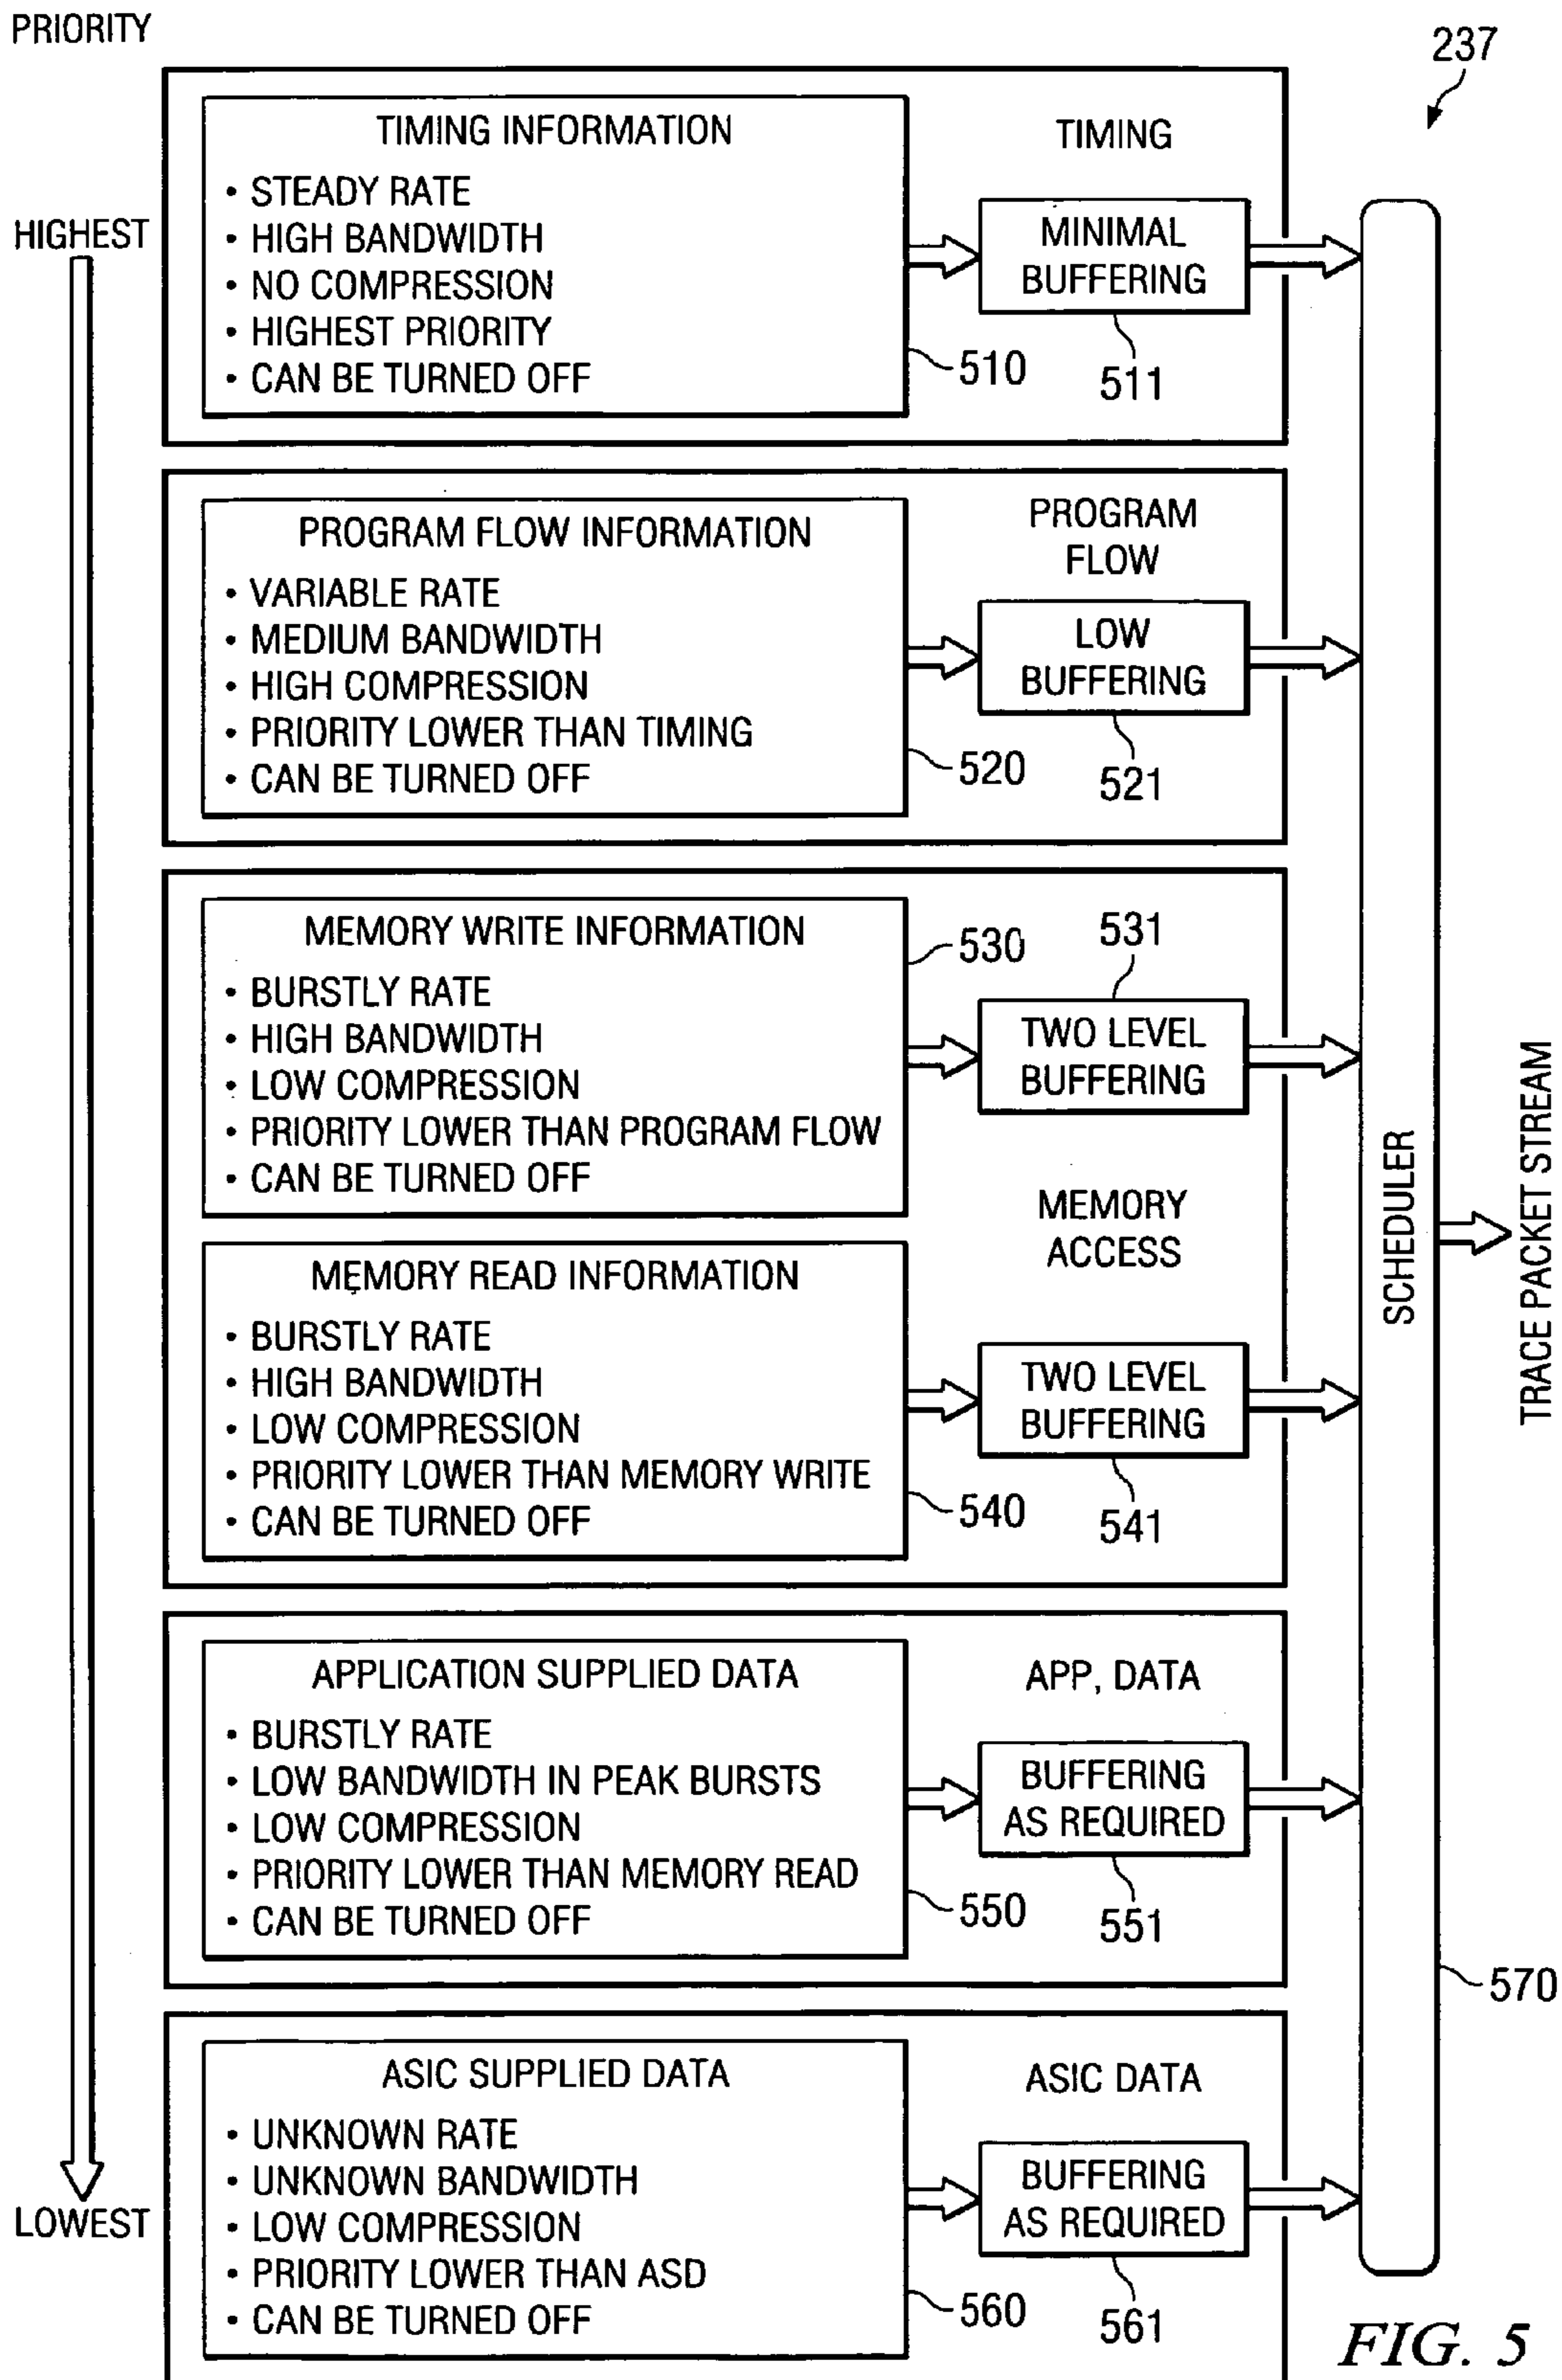 PRIORITY
237
HIGHEST
LOWEST
TIMING INFORMATION
• STEADY RATE
• HIGH BANDWIDTH
• NO COMPRESSION
• HIGHEST PRIORITY
• CAN BE TURNED OFF
510
TIMING
MINIMAL
BUFFERING
511
PROGRAM FLOW INFORMATION
• VARIABLE RATE
• MEDIUM BANDWIDTH
• HIGH COMPRESSION
• PRIORITY LOWER THAN TIMING
• CAN BE TURNED OFF
520
PROGRAM
FLOW
LOW
BUFFERING
521
MEMORY WRITE INFORMATION
• BURSTLY RATE
• HIGH BANDWIDTH
• LOW COMPRESSION
• PRIORITY LOWER THAN PROGRAM FLOW
• CAN BE TURNED OFF
530
531
TWO LEVEL
BUFFERING
MEMORY
ACCESS
MEMORY READ INFORMATION
• BURSTLY RATE
• HIGH BANDWIDTH
• LOW COMPRESSION
• PRIORITY LOWER THAN MEMORY WRITE
• CAN BE TURNED OFF
540
TWO LEVEL
BUFFERING
541
APPLICATION SUPPLIED DATA
• BURSTLY RATE
• LOW BANDWIDTH IN PEAK BURSTS
• LOW COMPRESSION
• PRIORITY LOWER THAN MEMORY READ
• CAN BE TURNED OFF
550
APP, DATA
BUFFERING
AS REQUIRED
551
ASIC SUPPLIED DATA
• UNKNOWN RATE
• UNKNOWN BANDWIDTH
• LOW COMPRESSION
• PRIORITY LOWER THAN ASD
• CAN BE TURNED OFF
560
ASIC DATA
BUFFERING
AS REQUIRED
561
SCHEDULER
570
TRACE PACKET STREAM
FIG. 5